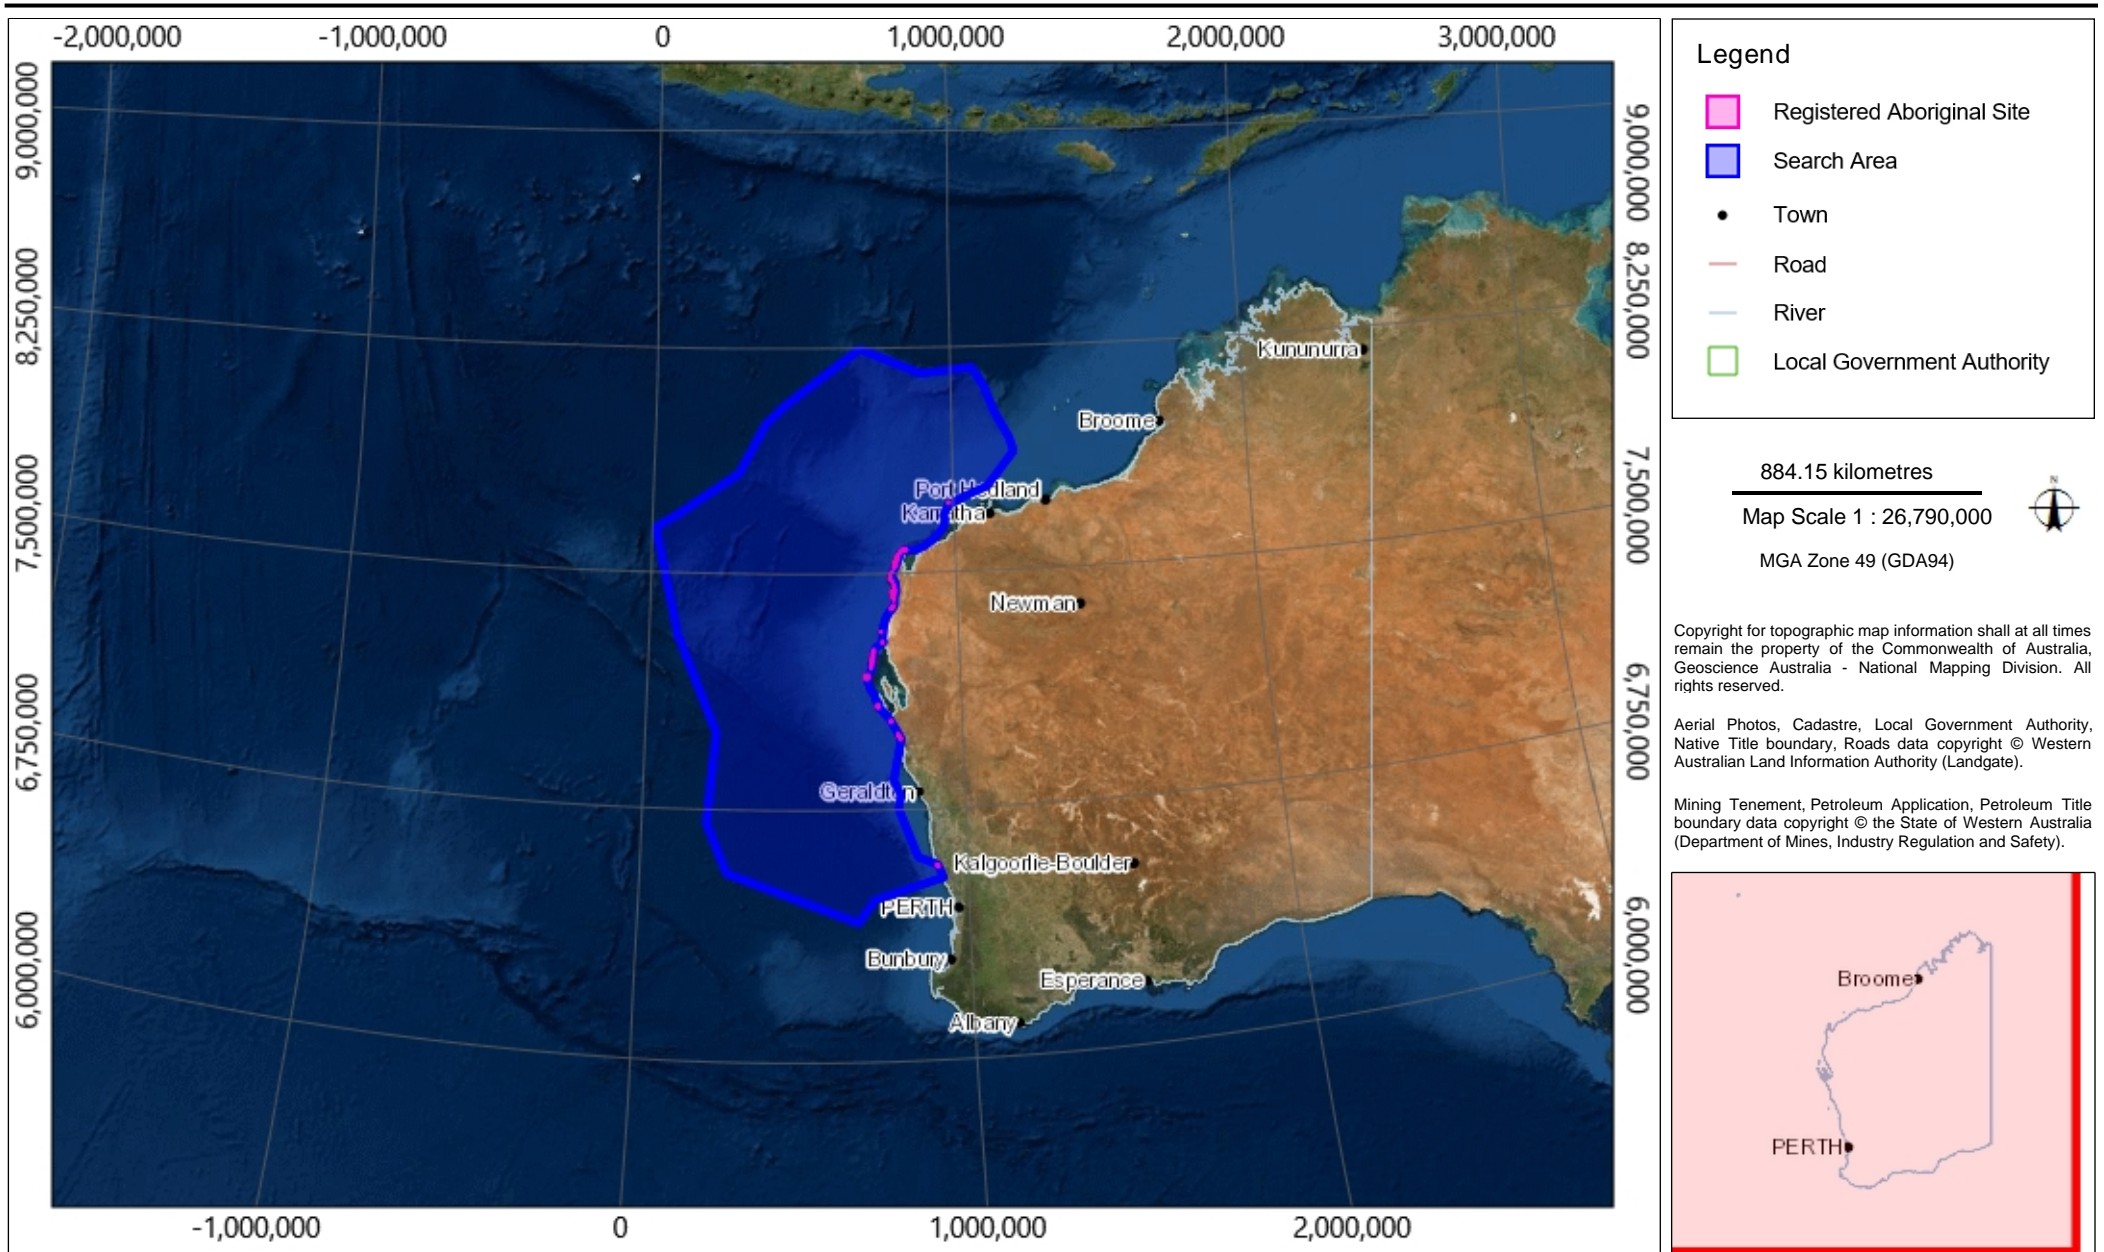 -2,000,000 -1,000,000 0 1,000,000 2,000,000 3,000,000
9,000,000
8,250,000
7,500,000
6,750,000
6,000,000
9,000,000
8,250,000
7,500,000
6,750,000
6,000,000
Kununurra
Broome
Port Hedland
Karratha
Newman
Geraldton
Kalgoorlie-Boulder
PERTH
Bunbury
Esperance
Albany
-1,000,000 0 1,000,000 2,000,000
Legend
Registered Aboriginal Site
Search Area
Town
Road
River
Local Government Authority
884.15 kilometres
Map Scale 1 : 26,790,000
MGA Zone 49 (GDA94)
N
Copyright for topographic map information shall at all times
remain the property of the Commonwealth of Australia,
Geoscience Australia - National Mapping Division. All
rights reserved.
Aerial Photos, Cadastre, Local Government Authority,
Native Title boundary, Roads data copyright © Western
Australian Land Information Authority (Landgate).
Mining Tenement, Petroleum Application, Petroleum Title
boundary data copyright © the State of Western Australia
(Department of Mines, Industry Regulation and Safety).
Broome
PERTH